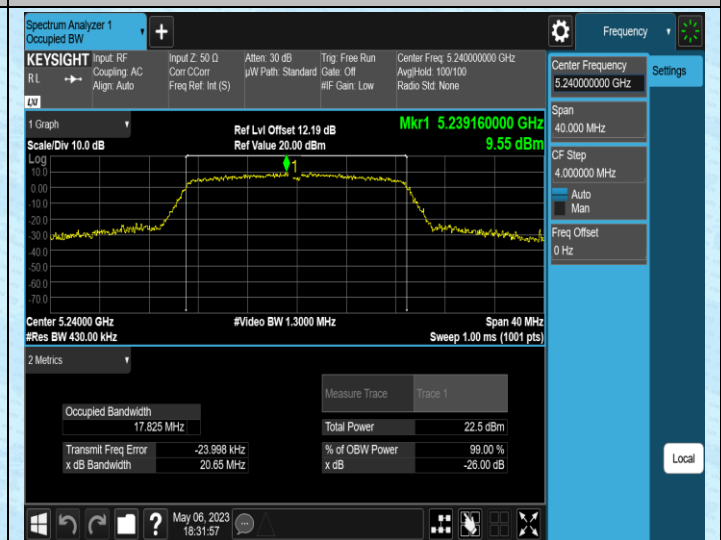 Spectrum Analyzer 1
Occupied BW
+
Frequency
KEYSIGHT
R L
LXI
Input: RF
Coupling: AC
Align: Auto
Input Z: 50 Ω
Corr CCorr
Freq Ref: Int (S)
Atten: 30 dB
µW Path: Standard
Trig: Free Run
Gate: Off
#IF Gain: Low
Center Freq: 5.240000000 GHz
Avg|Hold: 100/100
Radio Std: None
Center Frequency
5.240000000 GHz
Settings
Span
40.000 MHz
CF Step
4.000000 MHz
Auto
Man
Freq Offset
0 Hz
Local
1 Graph
Scale/Div 10.0 dB
Ref Lvl Offset 12.19 dB
Ref Value 20.00 dBm
Mkr1 5.239160000 GHz
9.55 dBm
Log
10.0
0.00
-10.0
-20.0
-30.0
-40.0
-50.0
-60.0
-70.0
1
Center 5.24000 GHz
#Res BW 430.00 kHz
#Video BW 1.3000 MHz
Span 40 MHz
Sweep 1.00 ms (1001 pts)
2 Metrics
Measure Trace
Trace 1
Occupied Bandwidth
17.825 MHz
Total Power
22.5 dBm
Transmit Freq Error
-23.998 kHz
% of OBW Power
99.00 %
x dB Bandwidth
20.65 MHz
x dB
-26.00 dB
?
May 06, 2023
18:31:57